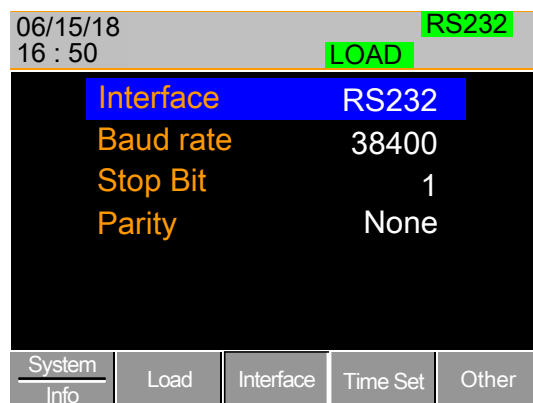 06/15/18 RS232
16 : 50 LOAD
Interface RS232
Baud rate 38400
Stop Bit 1
Parity None
System Load Interface Time Set Other
Info